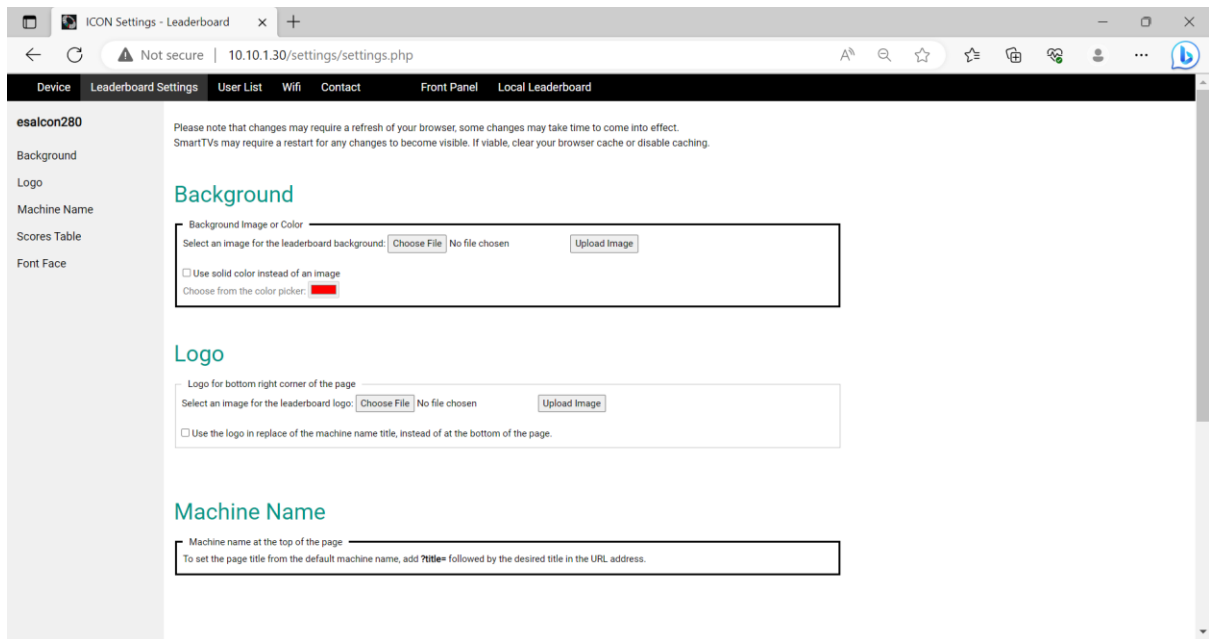 ICON Settings - Leaderboard
Not secure | 10.10.1.30/settings/settings.php
Device Leaderboard Settings User List Wifi Contact Front Panel Local Leaderboard
esalcon280
Background
Logo
Machine Name
Scores Table
Font Face
Please note that changes may require a refresh of your browser, some changes may take time to come into effect.
SmartTVs may require a restart for any changes to become visible. If viable, clear your browser cache or disable caching.
Background
Background Image or Color
Select an image for the leaderboard background: Choose File No file chosen Upload Image
Use solid color instead of an image
Choose from the color picker:
Logo
Logo for bottom right corner of the page
Select an image for the leaderboard logo: Choose File No file chosen Upload Image
Use the logo in replace of the machine name title, instead of at the bottom of the page.
Machine Name
Machine name at the top of the page
To set the page title from the default machine name, add ?title= followed by the desired title in the URL address.